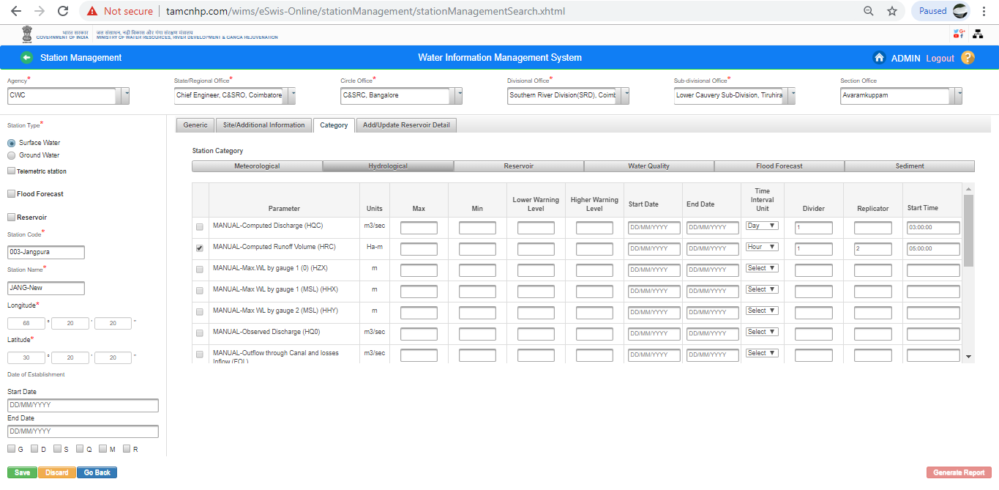 Not secure | tamcnhp.com/wims/eSwis-Online/stationManagement/stationManagementSearch.xhtml Paused
भारत सरकार
GOVERNMENT OF INDIA
जल संसाधन, नदी विकास और गंगा संरक्षण मंत्रालय
MINISTRY OF WATER RESOURCES, RIVER DEVELOPMENT & GANGA REJUVENATION
Station Management Water Information Management System ADMIN Logout ?
Agency* State/Regional Office* Circle Office* Divisional Office* Sub-divisional Office* Section Office
CWC Chief Engineer, C&SRO, Coimbatore C&SRC, Bangalore Southern River Division(SRD), Coimb Lower Cauvery Sub-Division, Tiruhira Avaramkuppam
Station Type*
Surface Water
Ground Water
Telemetric station
Flood Forecast
Reservoir
Station Code*
003-Jangpura
Station Name*
JANG-New
Longitude*
68 ° 20 ' 20 "
Latitude*
30 ° 20 ' 20 "
Date of Establishment
Start Date
DD/MM/YYYY
End Date
DD/MM/YYYY
G D S Q M R
Save Discard Go Back
Generic Site/Additional Information Category Add/Update Reservoir Detail
Station Category
Meteorological Hydrological Reservoir Water Quality Flood Forecast Sediment
Parameter Units Max Min Lower Warning Level Higher Warning Level Start Date End Date Time Interval Unit Divider Replicator Start Time
MANUAL-Computed Discharge (HQC) m3/sec DD/MM/YYYY DD/MM/YYYY Day 1 03:00:00
MANUAL-Computed Runoff Volume (HRC) Ha-m DD/MM/YYYY DD/MM/YYYY Hour 1 2 05:00:00
MANUAL-Max.WL by gauge 1 (0) (HZX) m DD/MM/YYYY DD/MM/YYYY Select
MANUAL-Max WL by gauge 1 (MSL) (HHX) m DD/MM/YYYY DD/MM/YYYY Select
MANUAL-Max WL by gauge 2 (MSL) (HHY) m DD/MM/YYYY DD/MM/YYYY Select
MANUAL-Observed Discharge (HQ0) m3/sec DD/MM/YYYY DD/MM/YYYY Select
MANUAL-Outflow through Canal and losses m3/sec DD/MM/YYYY DD/MM/YYYY Select
Inflow (FOL)
Generate Report